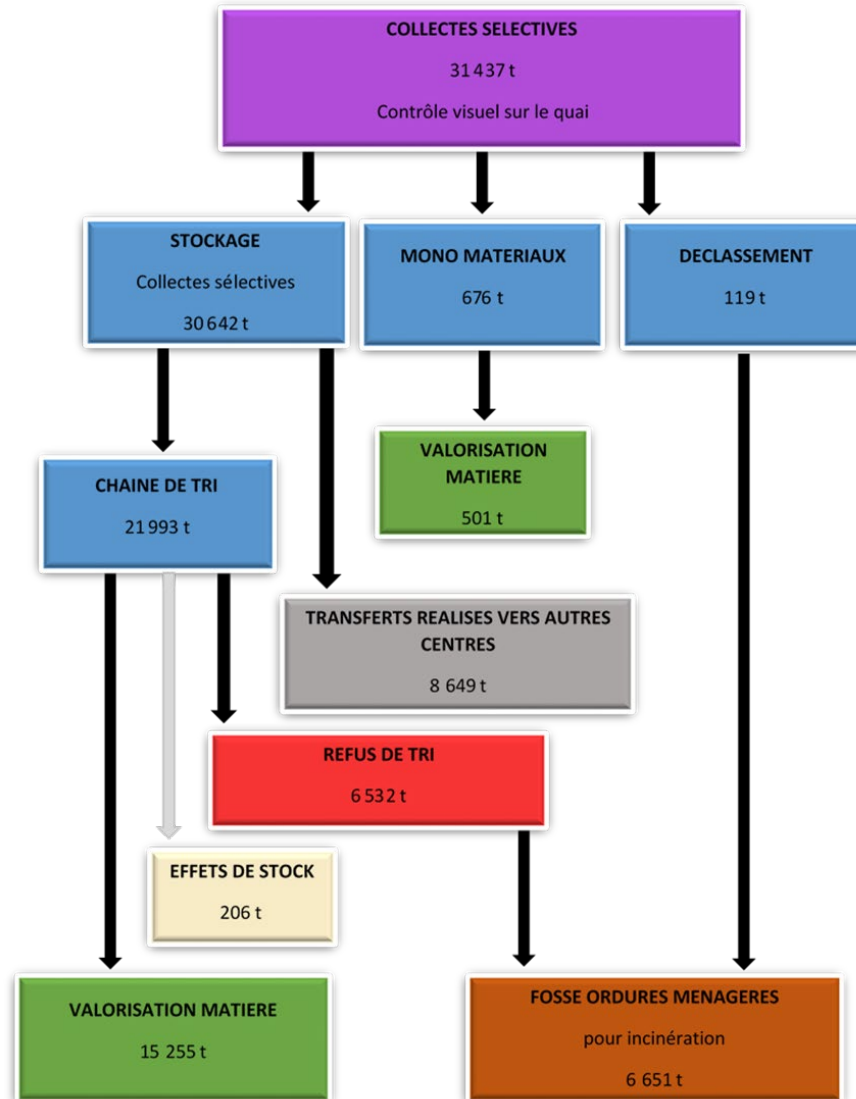 COLLECTES SELECTIVES
31 437 t
Contrôle visuel sur le quai
STOCKAGE
Collectes sélectives
30 642 t
MONO MATERIAUX
676 t
DECLASSEMENT
119 t
CHAINE DE TRI
21 993 t
VALORISATION
MATIERE
501 t
TRANSFERTS REALISES VERS AUTRES
CENTRES
8 649 t
REFUS DE TRI
6 532 t
EFFETS DE STOCK
206 t
VALORISATION MATIERE
15 255 t
FOSSE ORDURES MENAGERES
pour incinération
6 651 t